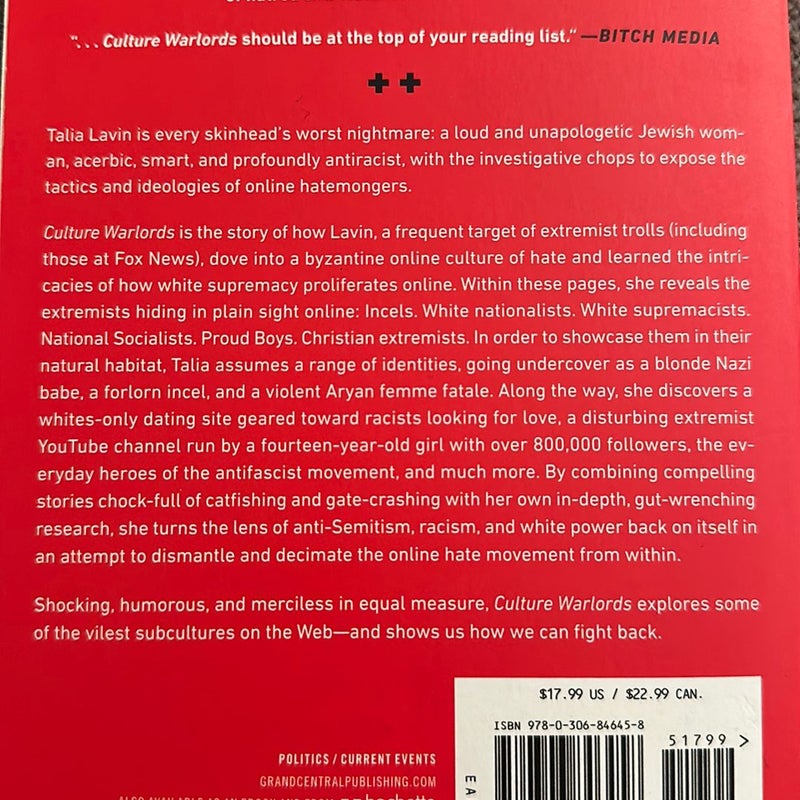 ". . . Culture Warlords should be at the top of your reading list." —BITCH MEDIA
Talia Lavin is every skinhead's worst nightmare: a loud and unapologetic Jewish wom-
an, acerbic, smart, and profoundly antiracist, with the investigative chops to expose the
tactics and ideologies of online hatemongers.
Culture Warlords is the story of how Lavin, a frequent target of extremist trolls (including
those at Fox News), dove into a byzantine online culture of hate and learned the intri-
cacies of how white supremacy proliferates online. Within these pages, she reveals the
extremists hiding in plain sight online: Incels. White nationalists. White supremacists.
National Socialists. Proud Boys. Christian extremists. In order to showcase them in their
natural habitat, Talia assumes a range of identities, going undercover as a blonde Nazi
babe, a forlorn incel, and a violent Aryan femme fatale. Along the way, she discovers a
whites-only dating site geared toward racists looking for love, a disturbing extremist
YouTube channel run by a fourteen-year-old girl with over 800,000 followers, the ev-
eryday heroes of the antifascist movement, and much more. By combining compelling
stories chock-full of catfishing and gate-crashing with her own in-depth, gut-wrenching
research, she turns the lens of anti-Semitism, racism, and white power back on itself in
an attempt to dismantle and decimate the online hate movement from within.
Shocking, humorous, and merciless in equal measure, Culture Warlords explores some
of the vilest subcultures on the Web—and shows us how we can fight back.
$17.99 US / $22.99 CAN.
ISBN 978-0-306-84645-8
51799 >
POLITICS / CURRENT EVENTS
GRANDCENTRALPUBLISHING.COM
EA